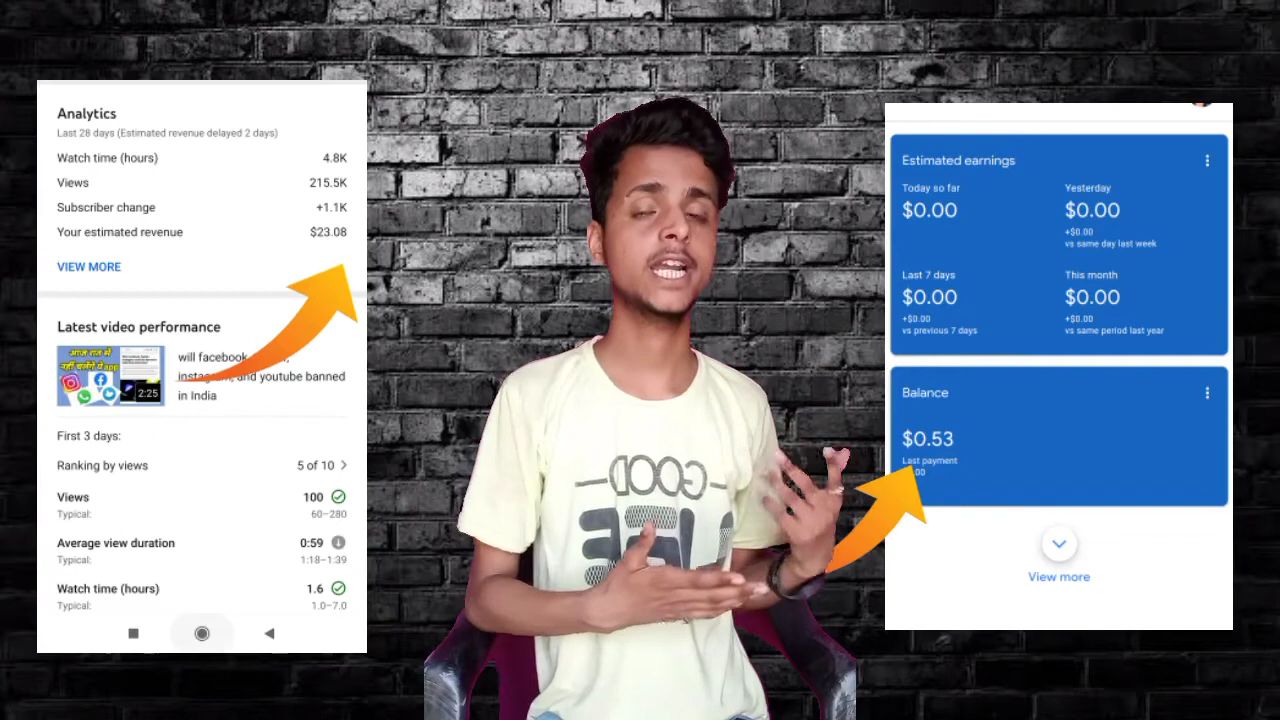 Analytics
Last 28 days (Estimated revenue delayed 2 days)
Watch time (hours) 4.8K
Views 215.5K
Subscriber change +1.1K
Your estimated revenue $23.08
VIEW MORE
Latest video performance
आज रात से
नहीं चलेंगे ये app
2:25
will facebook
and youtube banned
in India
First 3 days:
Ranking by views 5 of 10
Views 100
Typical: 60–280
Average view duration 0:59
Typical: 1:18–1:39
Watch time (hours) 1.6
Typical: 1.0–7.0
GOOD
Estimated earnings
Today so far Yesterday
$0.00 $0.00
+$0.00
vs same day last week
Last 7 days This month
$0.00 $0.00
+$0.00 +$0.00
vs previous 7 days vs same period last year
Balance
$0.53
Last payment
View more